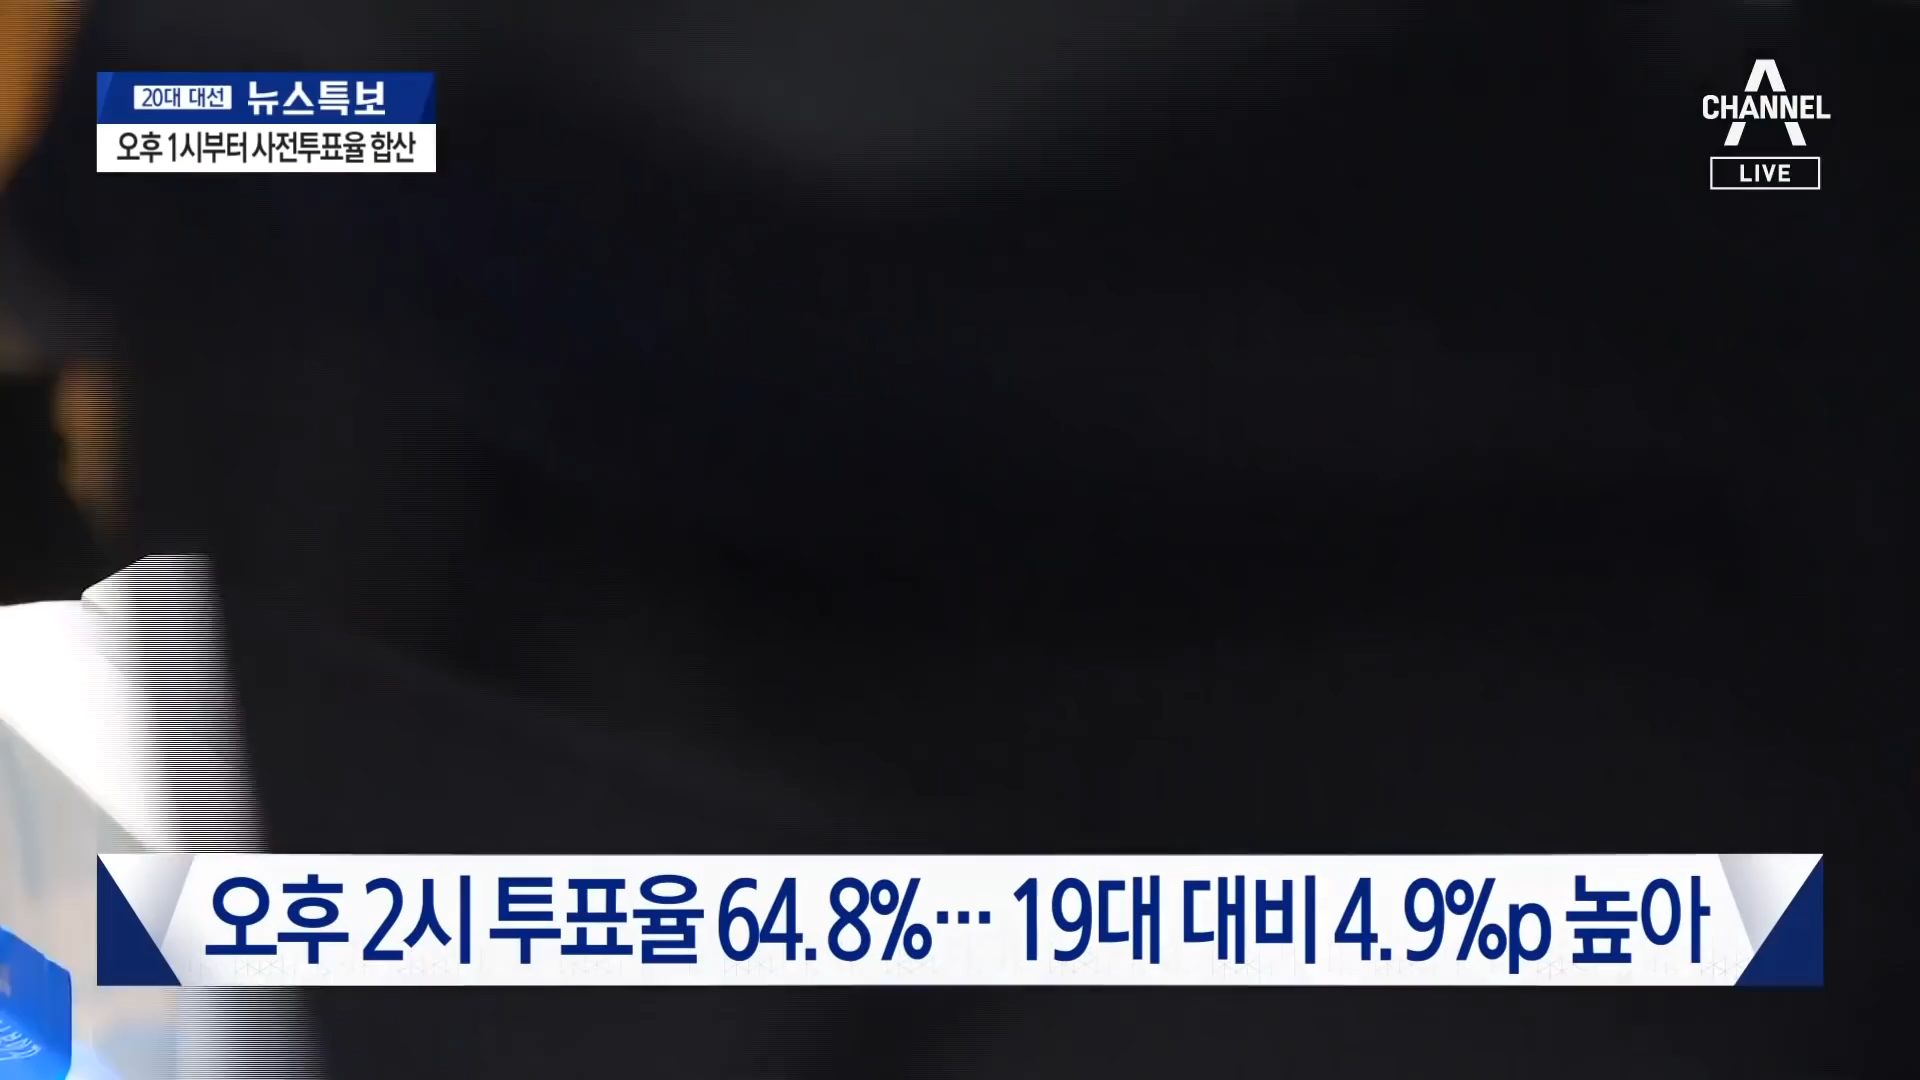 20대 대선 뉴스특보
오후 1시부터 사전투표율 합산
CHANNEL A
LIVE
오후 2시 투표율 64.8%… 19대 대비 4.9%p 높아